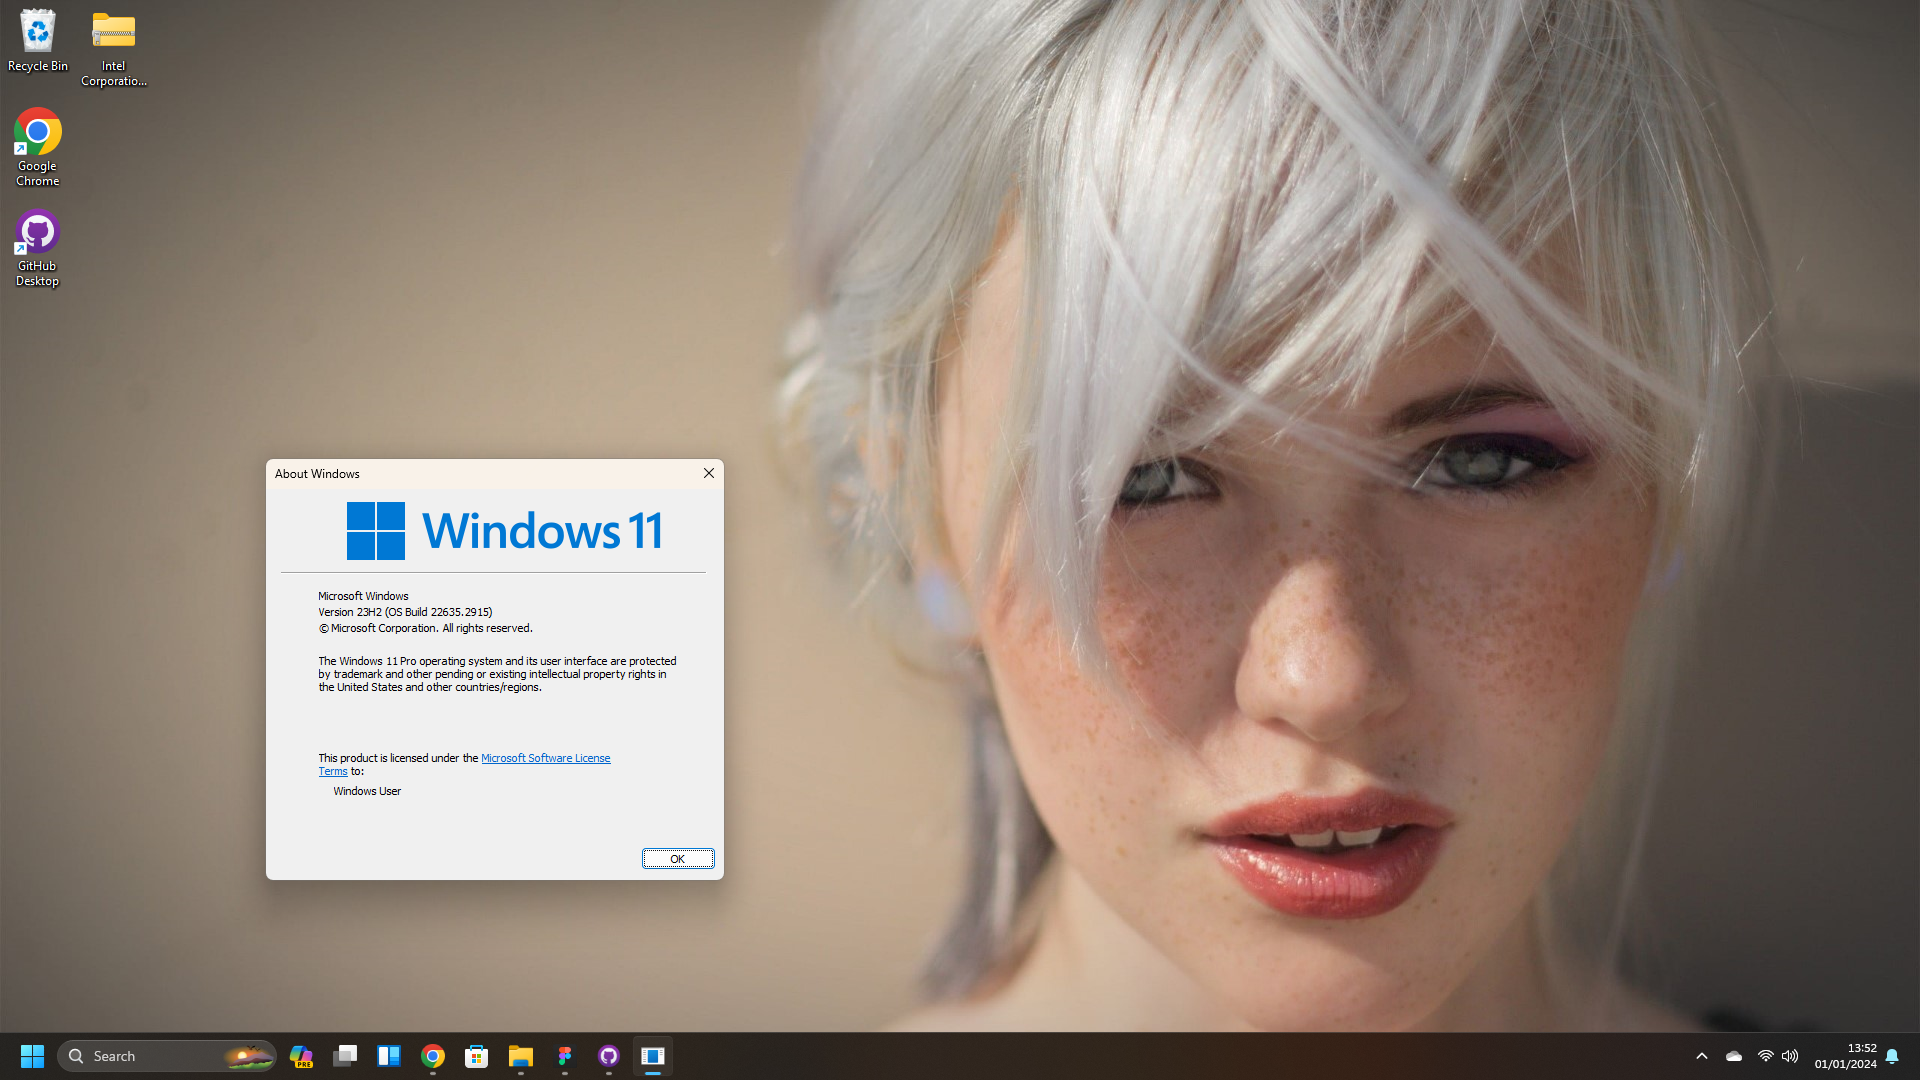 Recycle Bin
Intel
Corporatio...
Google
Chrome
GitHub
Desktop
About Windows
Windows 11
Microsoft Windows
Version 23H2 (OS Build 22635.2915)
© Microsoft Corporation. All rights reserved.
The Windows 11 Pro operating system and its user interface are protected
by trademark and other pending or existing intellectual property rights in
the United States and other countries/regions.
This product is licensed under the Microsoft Software License
Terms to:
Windows User
OK
Search
PRE
13:52
01/01/2024